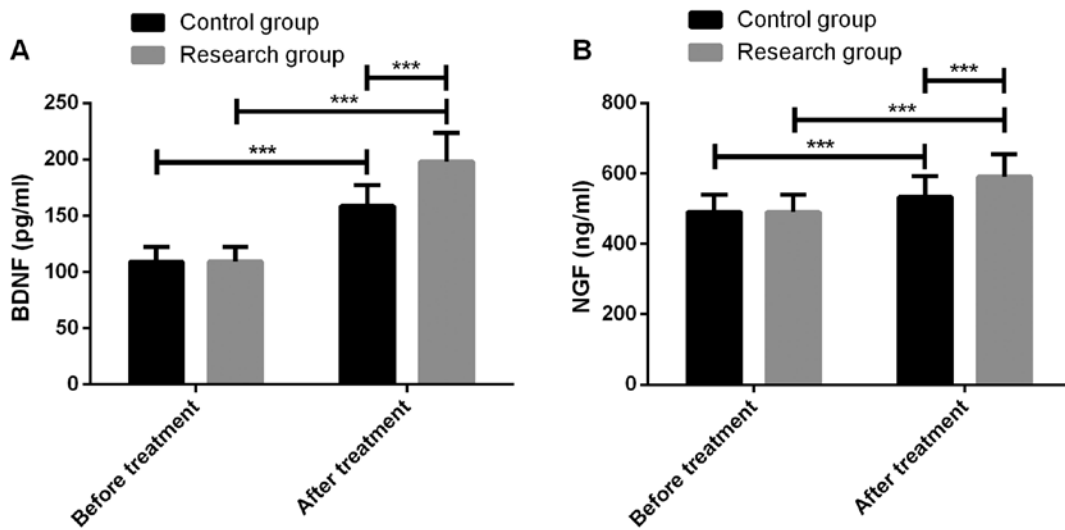 A
Control group
Research group
BDNF (pg/ml)
250
200
150
100
50
0
***
***
***
Before treatment
After treatment
B
Control group
Research group
NGF (ng/ml)
800
600
400
200
0
***
***
***
Before treatment
After treatment